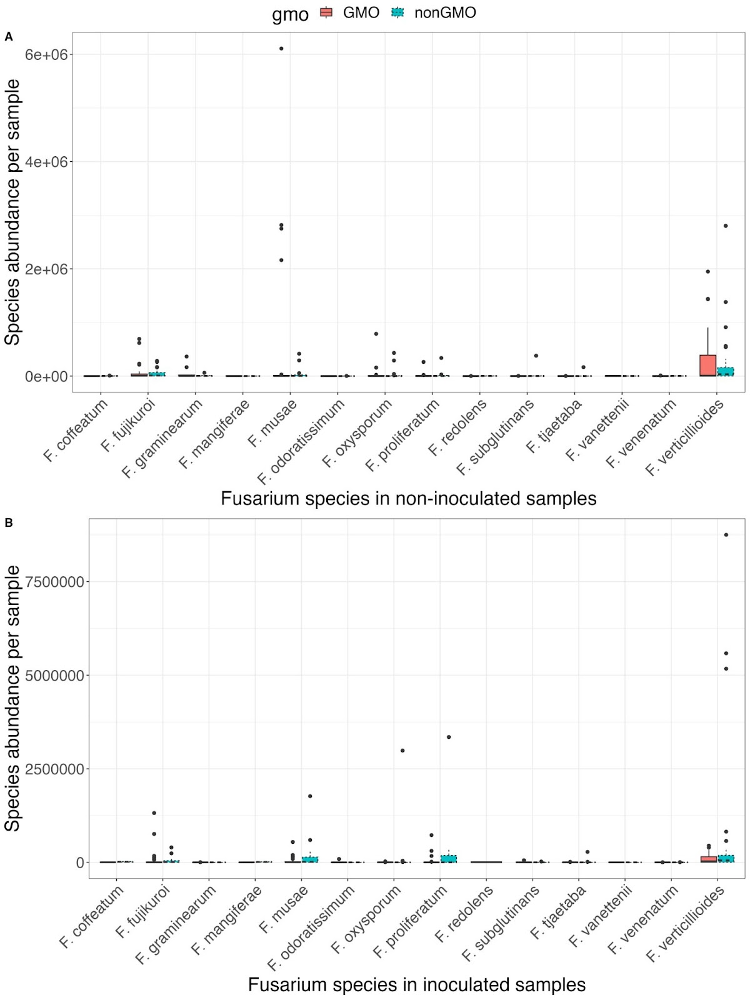 gmo GMO nonGMO
A
Species abundance per sample
6e+06
4e+06
2e+06
0e+00
F. coffeatum
F. fujikuroi
F. graminearum
F. mangiferae
F. musae
F. odoratissimum
F. oxysporum
F. proliferatum
F. redolens
F. subglutinans
F. tjaetaba
F. vanettenii
F. venenatum
F. verticillioides
Fusarium species in non-inoculated samples
B
Species abundance per sample
7500000
5000000
2500000
0
F. coffeatum
F. fujikuroi
F. graminearum
F. mangiferae
F. musae
F. odoratissimum
F. oxysporum
F. proliferatum
F. redolens
F. subglutinans
F. tjaetaba
F. vanettenii
F. venenatum
F. verticillioides
Fusarium species in inoculated samples